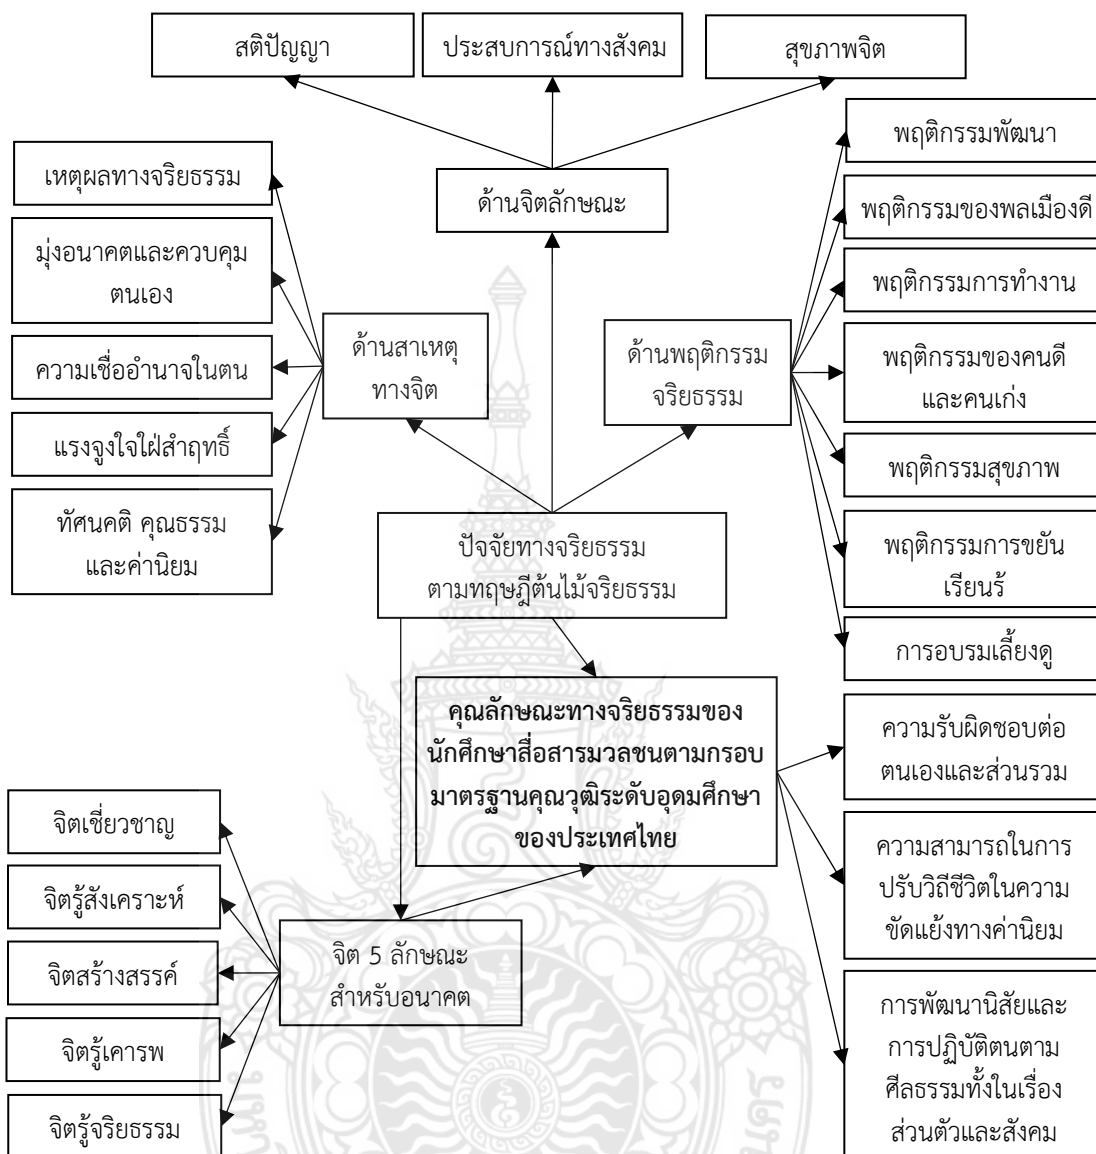 สติปัญญา
ประสบการณ์ทางสังคม
สุขภาพจิต
ด้านจิตลักษณะ
เหตุผลทางจริยธรรม
มุ่งอนาคตและควบคุม
ตนเอง
ความเชื่ออำนาจในตน
แรงจูงใจใฝ่สำฤทธิ์
ทัศนคติ คุณธรรม
และค่านิยม
ด้านสาเหตุ
ทางจิต
ด้านพฤติกรรม
จริยธรรม
พฤติกรรมพัฒนา
พฤติกรรมของพลเมืองดี
พฤติกรรมการทำงาน
พฤติกรรมของคนดี
และคนเก่ง
พฤติกรรมสุขภาพ
พฤติกรรมการขยัน
เรียนรู้
การอบรมเลี้ยงดู
ปัจจัยทางจริยธรรม
ตามทฤษฎีต้นไม้จริยธรรม
คุณลักษณะทางจริยธรรมของ
นักศึกษาสื่อสารมวลชนตามกรอบ
มาตรฐานคุณวุฒิระดับอุดมศึกษา
ของประเทศไทย
ความรับผิดชอบต่อ
ตนเองและส่วนรวม
ความสามารถในการ
ปรับวิถีชีวิตในความ
ขัดแย้งทางค่านิยม
การพัฒนานิสัยและ
การปฏิบัติตนตาม
ศีลธรรมทั้งในเรื่อง
ส่วนตัวและสังคม
จิตเชี่ยวชาญ
จิตรู้สังเคราะห์
จิตสร้างสรรค์
จิตรู้เคารพ
จิตรู้จริยธรรม
จิต 5 ลักษณะ
สำหรับอนาคต